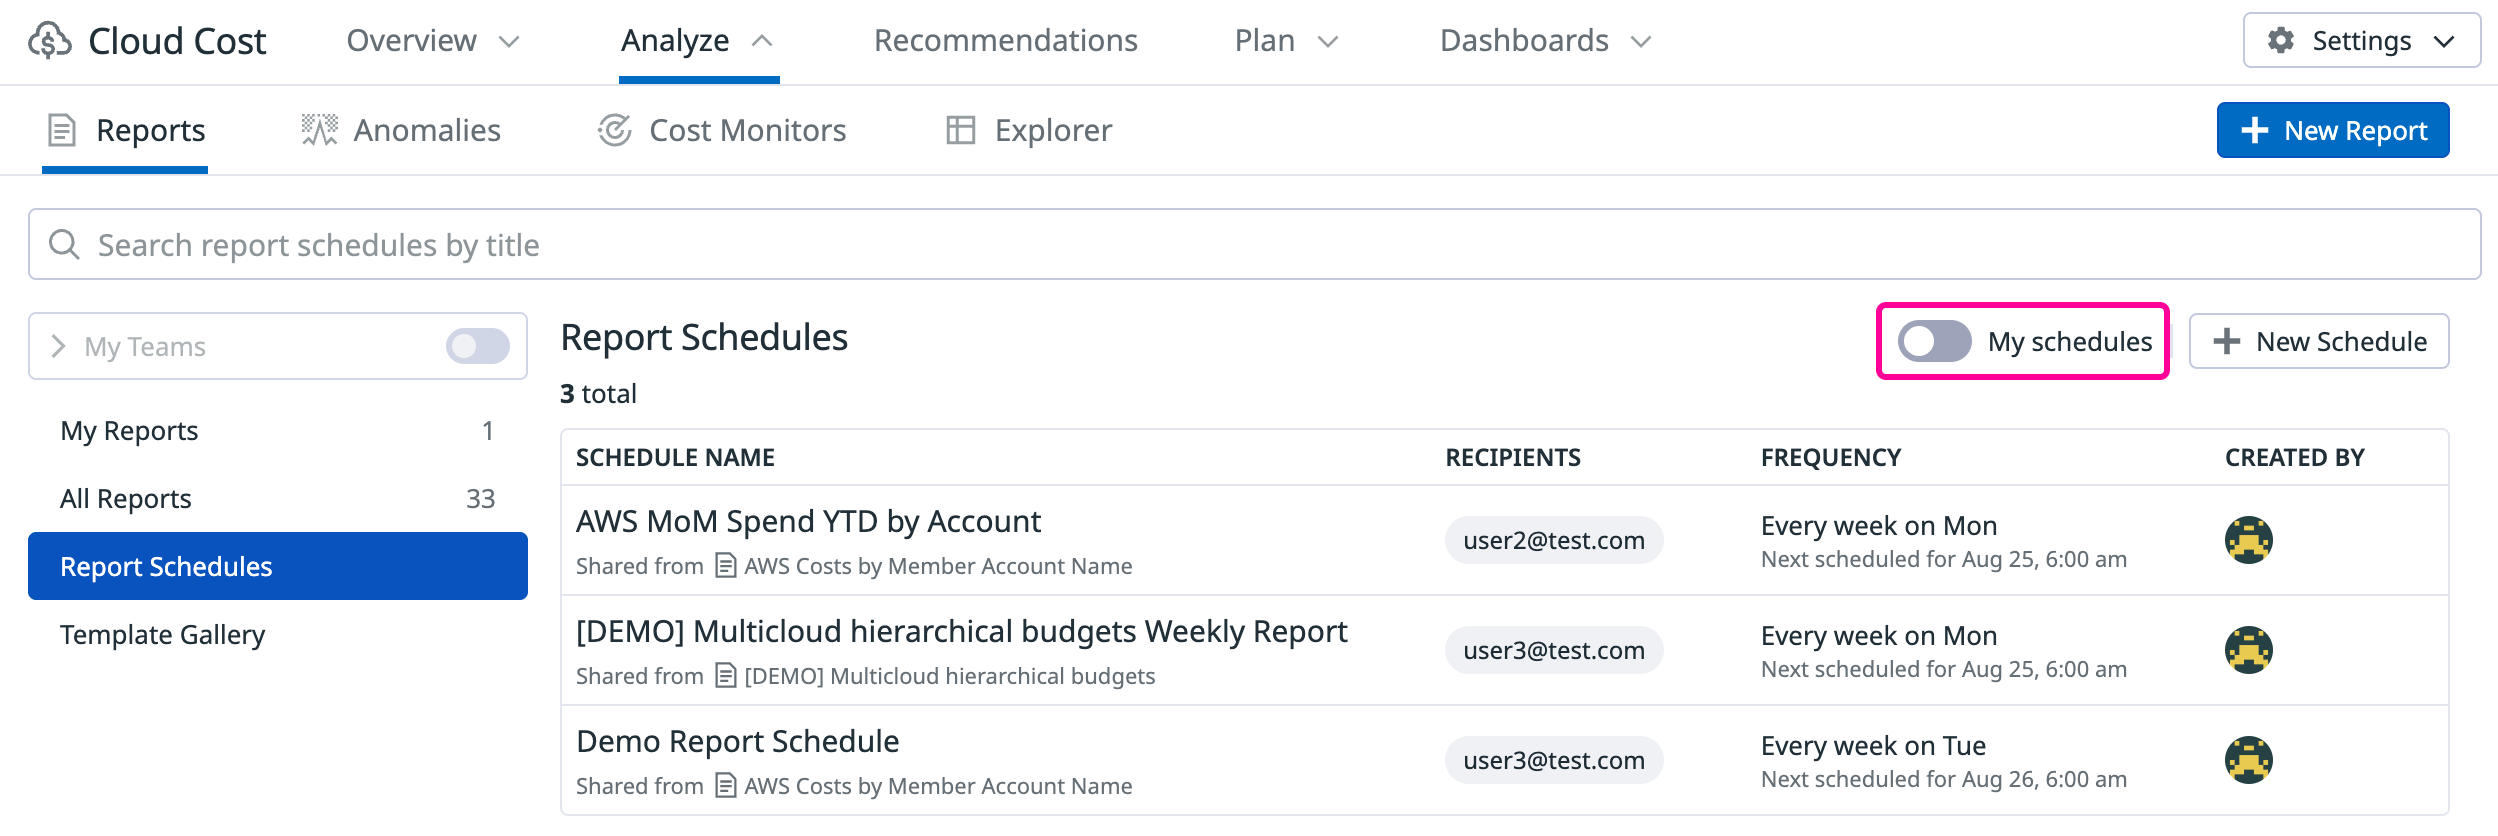 Cloud Cost
Overview
Analyze
Recommendations
Plan
Dashboards
Settings
Reports
Anomalies
Cost Monitors
Explorer
New Report
Search report schedules by title
My Teams
My Reports 1
All Reports 33
Report Schedules
Template Gallery
Report Schedules
My schedules
New Schedule
3 total
SCHEDULE NAME RECIPIENTS FREQUENCY CREATED BY
AWS MoM Spend YTD by Account
Shared from AWS Costs by Member Account Name
user2@test.com
Every week on Mon
Next scheduled for Aug 25, 6:00 am
[DEMO] Multicloud hierarchical budgets Weekly Report
Shared from [DEMO] Multicloud hierarchical budgets
user3@test.com
Every week on Mon
Next scheduled for Aug 25, 6:00 am
Demo Report Schedule
Shared from AWS Costs by Member Account Name
user3@test.com
Every week on Tue
Next scheduled for Aug 26, 6:00 am